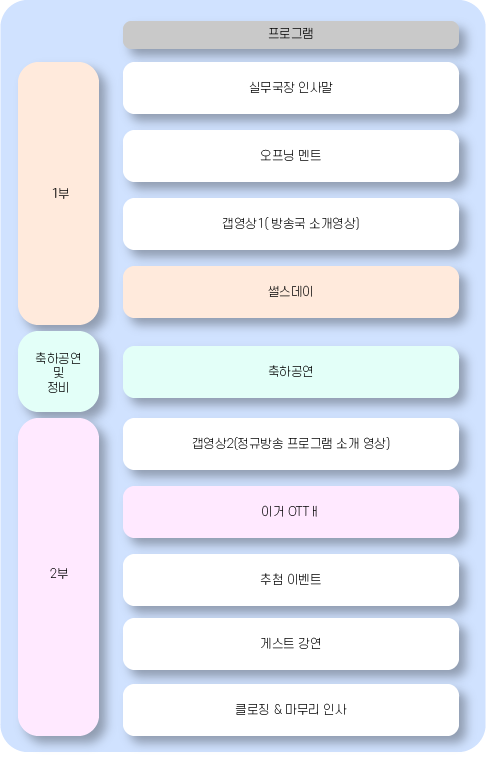 프로그램
1부
실무국장 인사말
오프닝 멘트
갭영상1( 방송국 소개영상)
썰스데이
축하공연
및
정비
축하공연
2부
갭영상2(정규방송 프로그램 소개 영상)
이거 OTTㅐ
추첨 이벤트
게스트 강연
클로징 & 마무리 인사